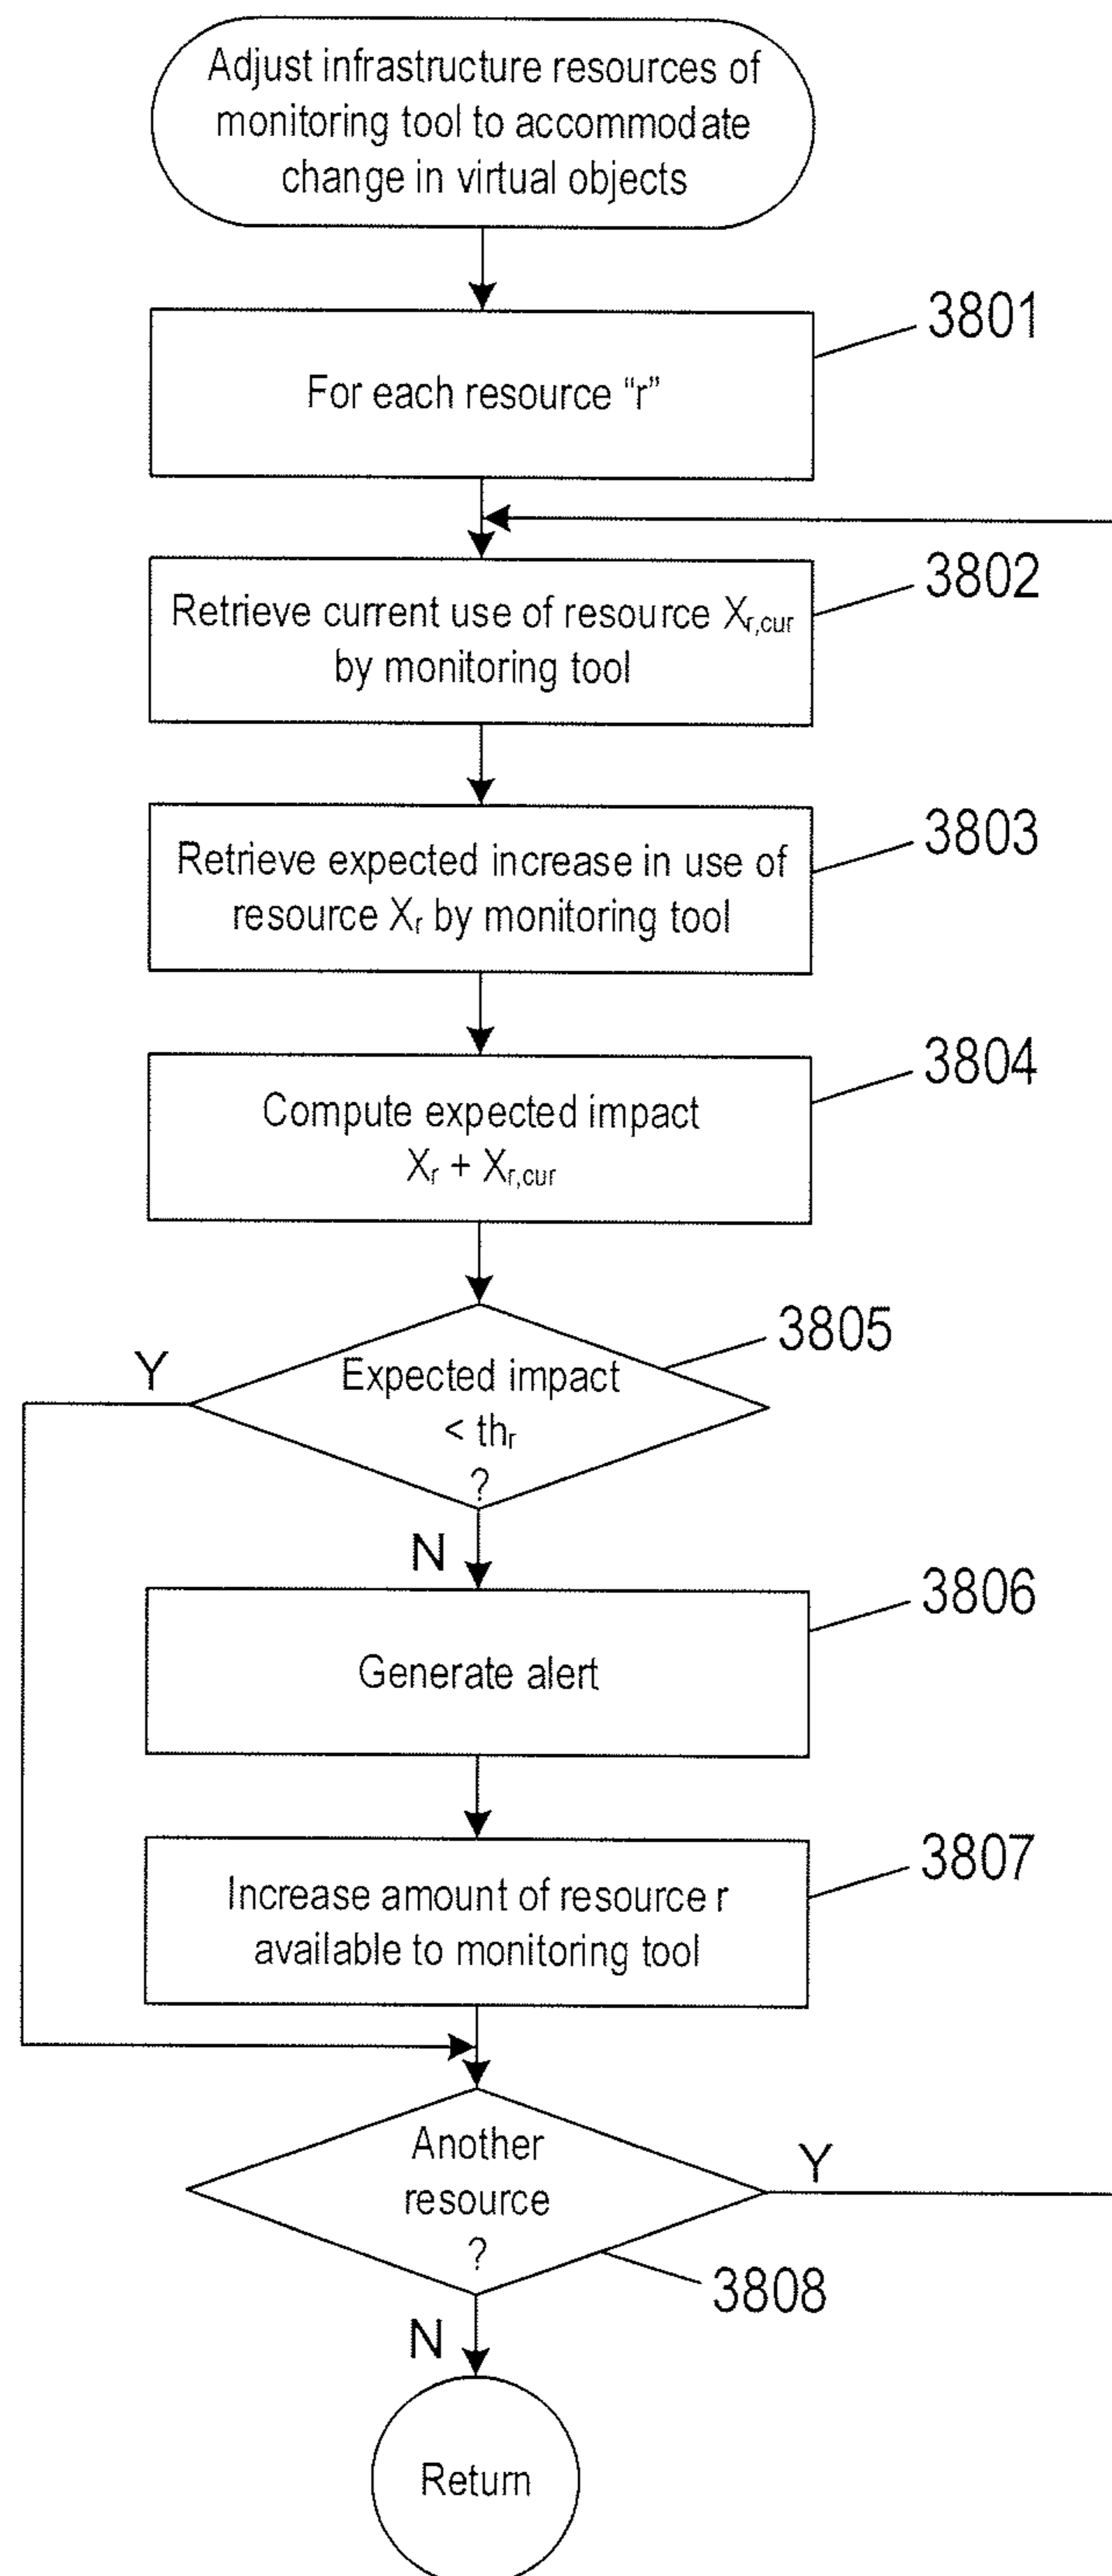 Adjust infrastructure resources of
monitoring tool to accommodate
change in virtual objects
3801
For each resource “r”
3802
Retrieve current use of resource Xr,cur
by monitoring tool
3803
Retrieve expected increase in use of
resource Xr by monitoring tool
3804
Compute expected impact
Xr + Xr,cur
3805
Y
Expected impact
< thr
?
N
3806
Generate alert
3807
Increase amount of resource r
available to monitoring tool
Another
resource
?
Y
3808
N
Return